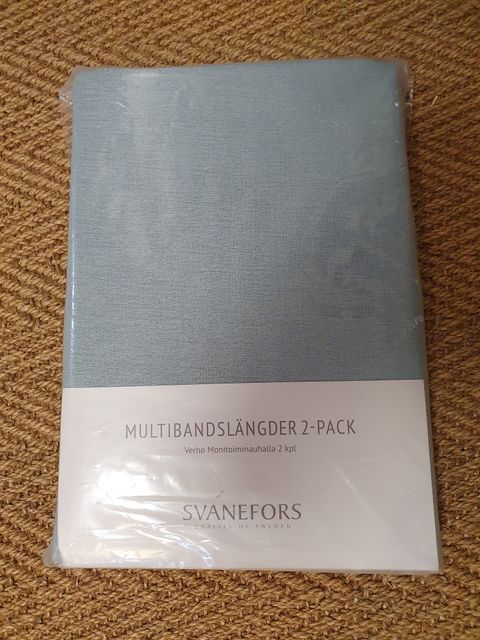 MULTIBANDSLÄNGDER 2-PACK
Verho Monitoiminauhalla 2 kpl
SVANEFORS
QUALITY OF SWEDEN